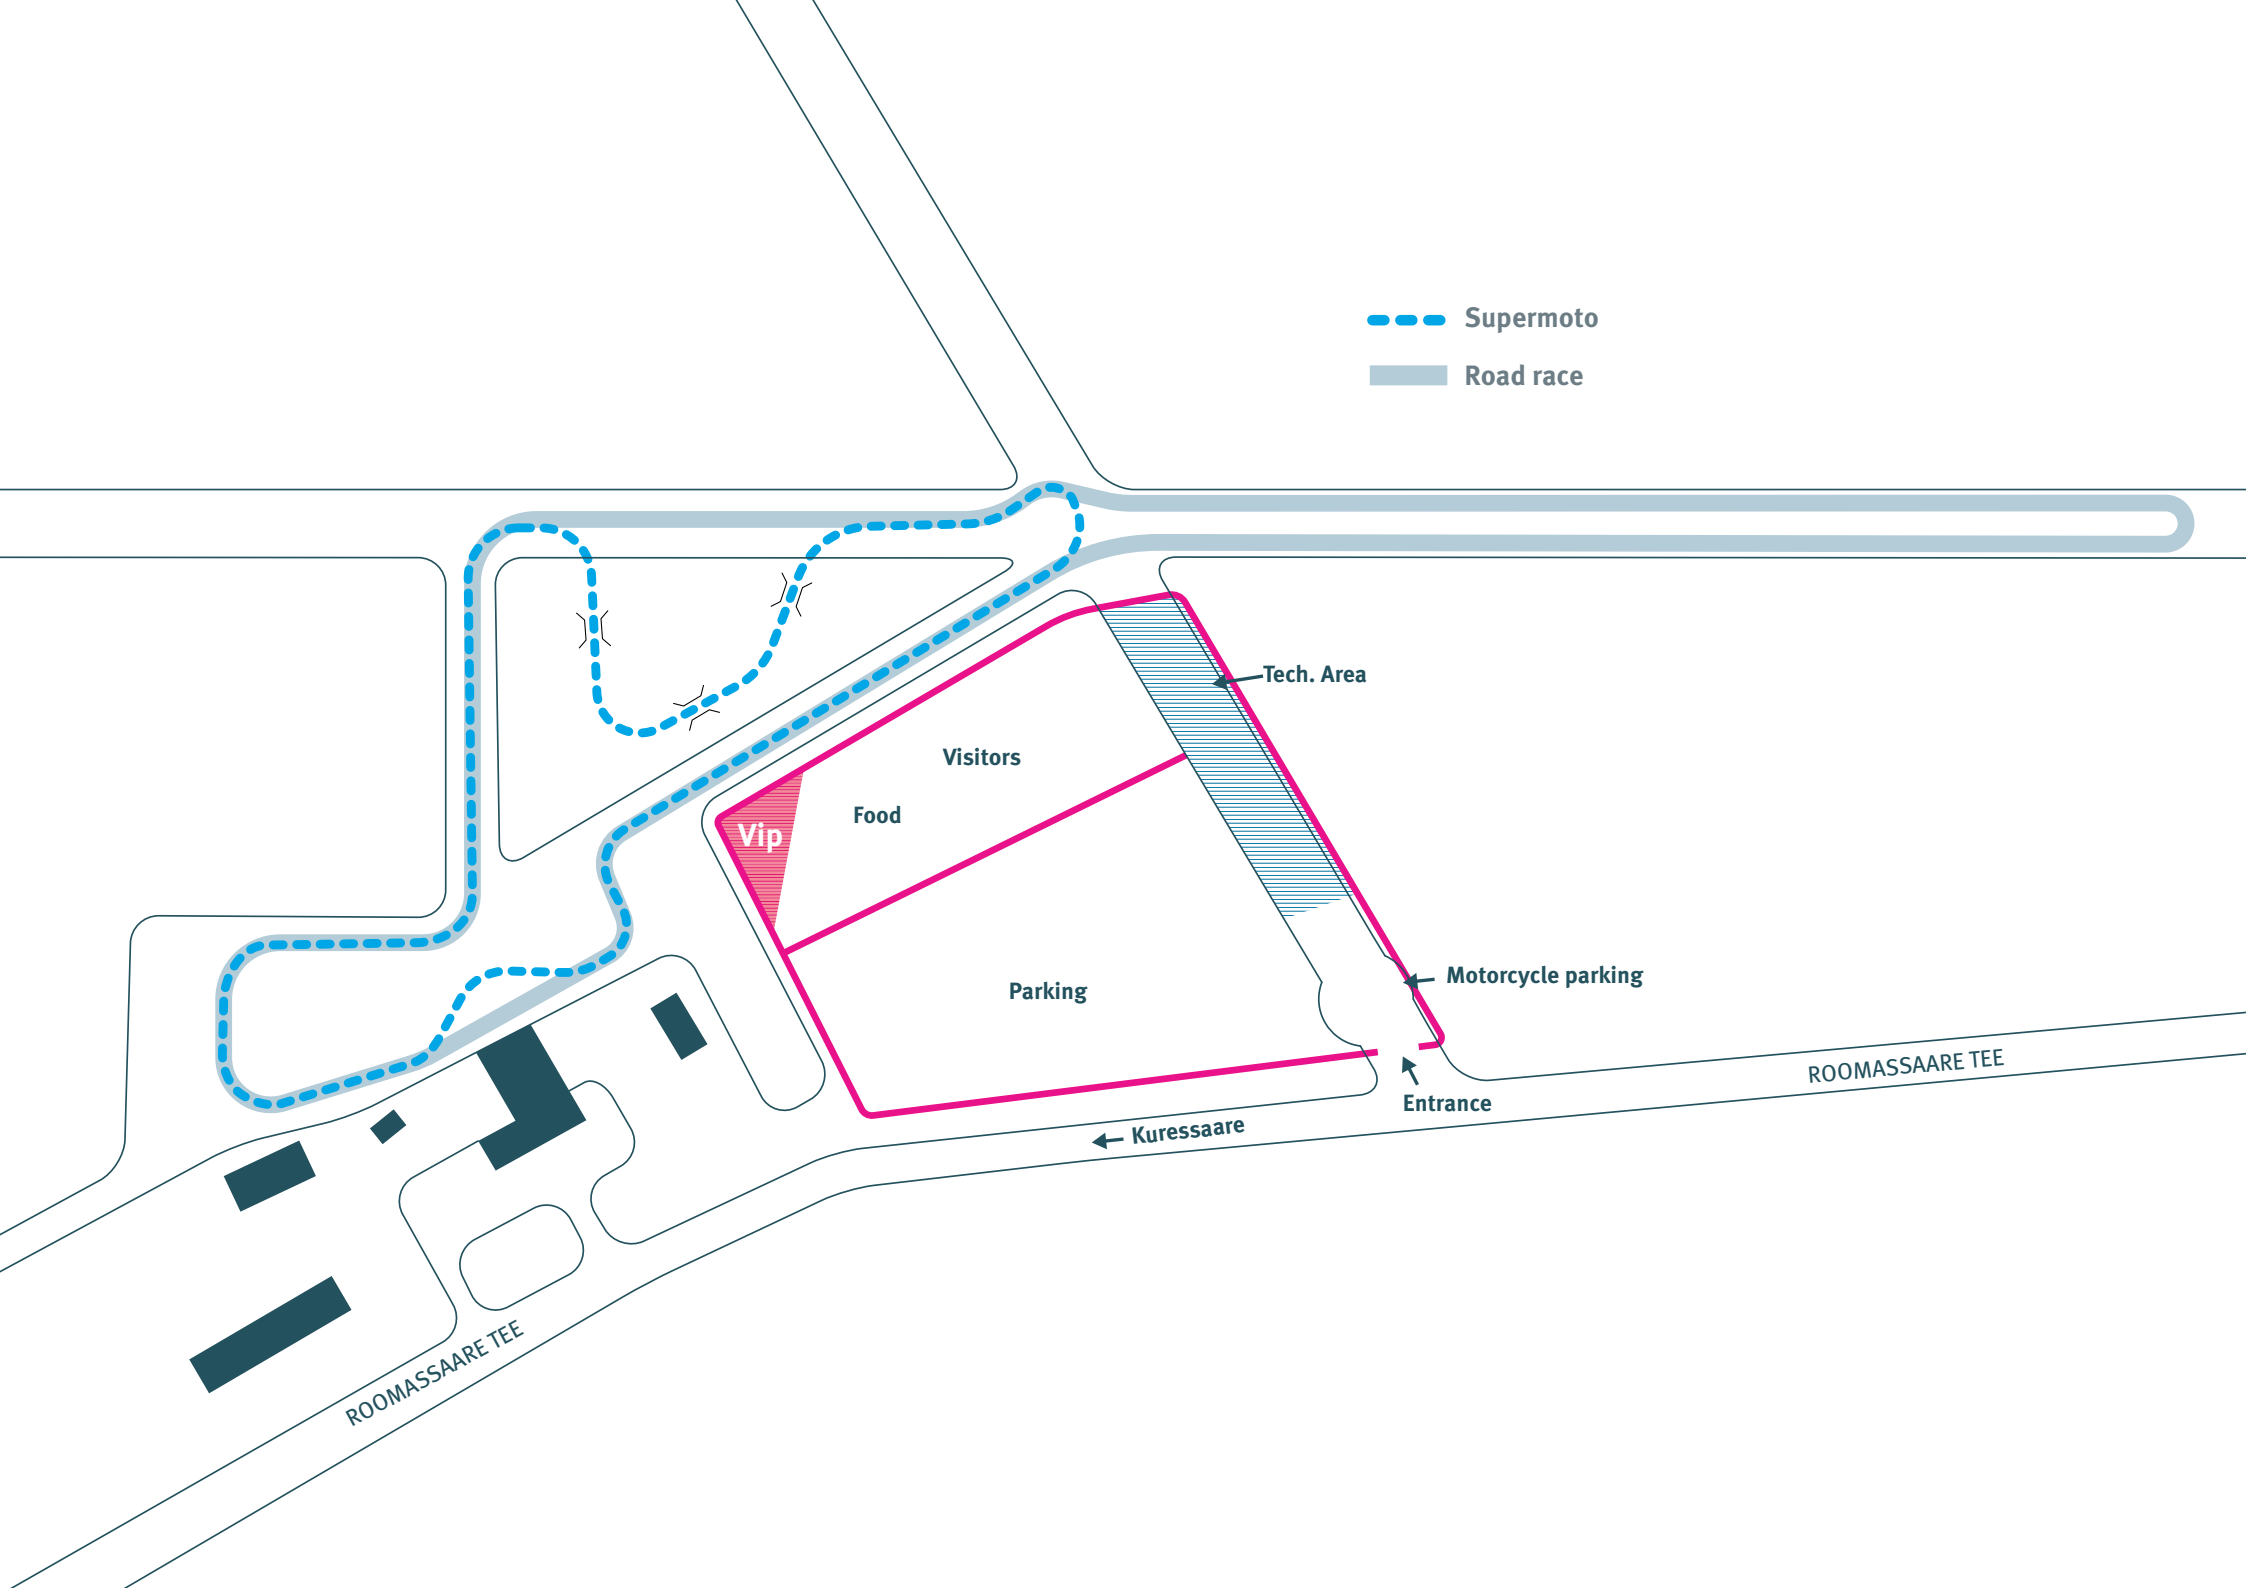 Supermoto
Road race
Tech. Area
Visitors
Food
Vip
Parking
Motorcycle parking
ROOMASSAARE TEE
Entrance
Kuressaare
ROOMASSAARE TEE